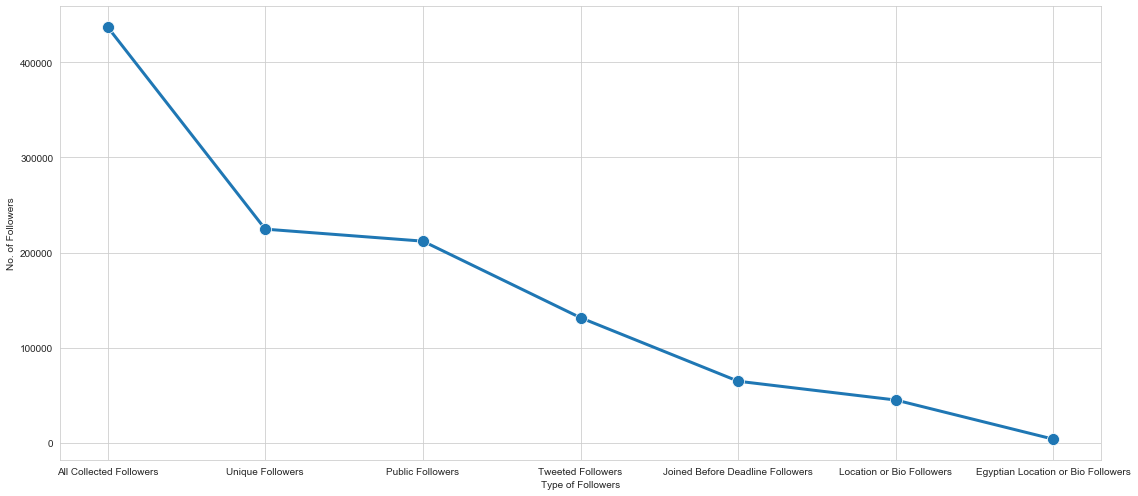 No. of Followers
400000
300000
200000
100000
0
All Collected Followers
Unique Followers
Public Followers
Tweeted Followers
Joined Before Deadline Followers
Location or Bio Followers
Egyptian Location or Bio Followers
Type of Followers